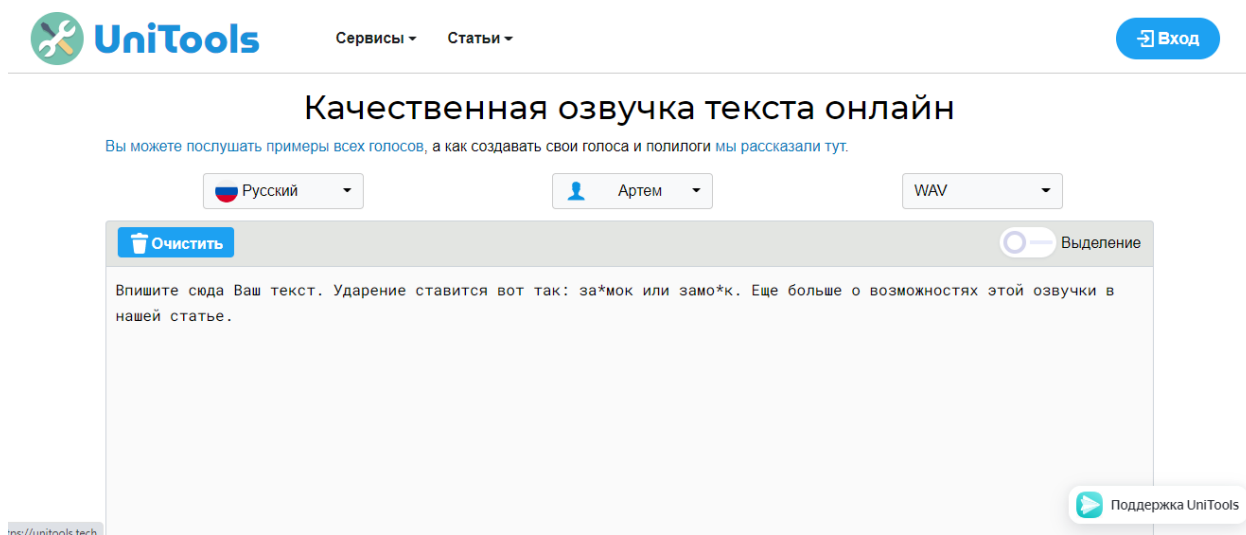 UniTools
Сервисы
Статьи
Вход
Качественная озвучка текста онлайн
Вы можете послушать примеры всех голосов, а как создавать свои голоса и полилоги мы рассказали тут.
Русский
Артем
WAV
Очистить
Выделение
Впишите сюда Ваш текст. Ударение ставится вот так: за*мок или замо*к. Еще больше о возможностях этой озвучки в
нашей статье.
Поддержка UniTools
unitools.tech